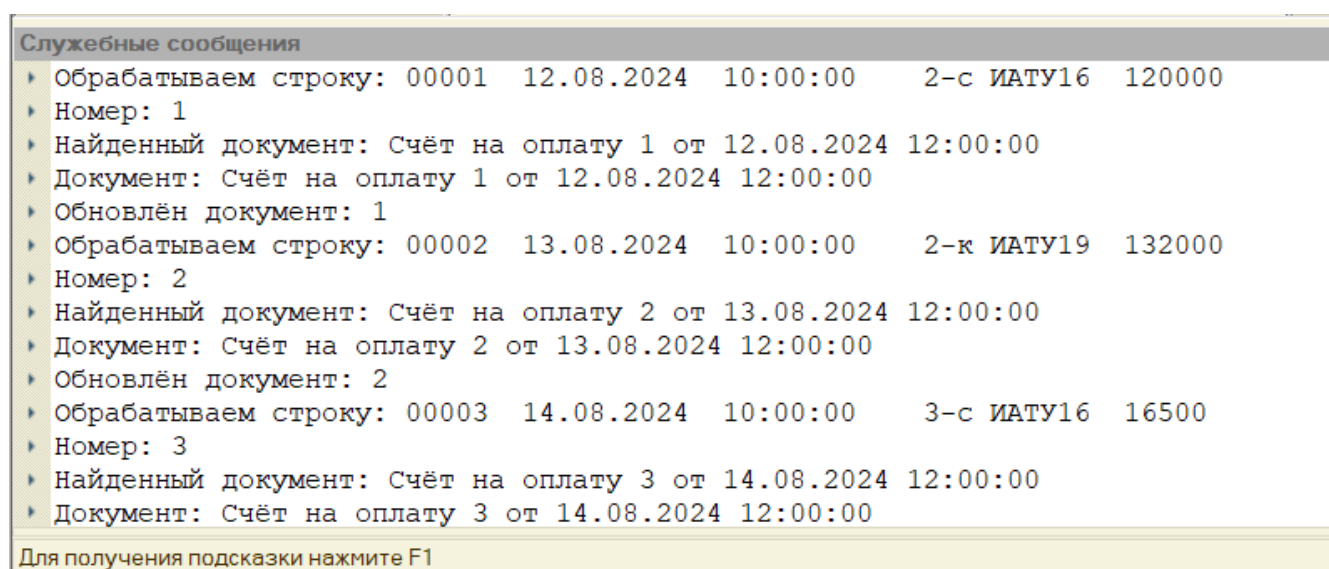 Служебные сообщения
Обрабатываем строку: 00001 12.08.2024 10:00:00 2-с ИАТУ16 120000
Номер: 1
Найденный документ: Счёт на оплату 1 от 12.08.2024 12:00:00
Документ: Счёт на оплату 1 от 12.08.2024 12:00:00
Обновлён документ: 1
Обрабатываем строку: 00002 13.08.2024 10:00:00 2-к ИАТУ19 132000
Номер: 2
Найденный документ: Счёт на оплату 2 от 13.08.2024 12:00:00
Документ: Счёт на оплату 2 от 13.08.2024 12:00:00
Обновлён документ: 2
Обрабатываем строку: 00003 14.08.2024 10:00:00 3-с ИАТУ16 16500
Номер: 3
Найденный документ: Счёт на оплату 3 от 14.08.2024 12:00:00
Документ: Счёт на оплату 3 от 14.08.2024 12:00:00
Для получения подсказки нажмите F1